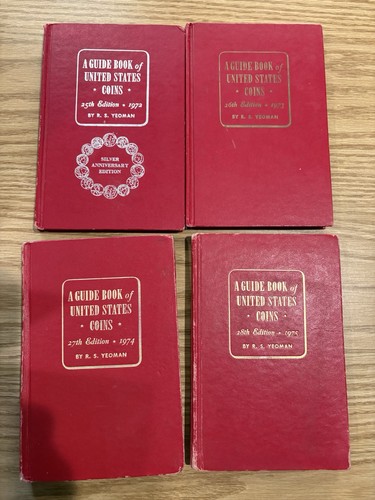 A GUIDE BOOK of
UNITED STATES
· COINS ·
25th Edition · 1972
BY R. S. YEOMAN
SILVER
ANNIVERSARY
EDITION
A GUIDE BOOK of
UNITED STATES
· COINS ·
26th Edition · 1973
BY R. S. YEOMAN
A GUIDE BOOK of
UNITED STATES
· COINS ·
27th Edition · 1974
BY R. S. YEOMAN
A GUIDE BOOK of
UNITED STATES
· COINS ·
28th Edition · 1975
BY R. S. YEOMAN